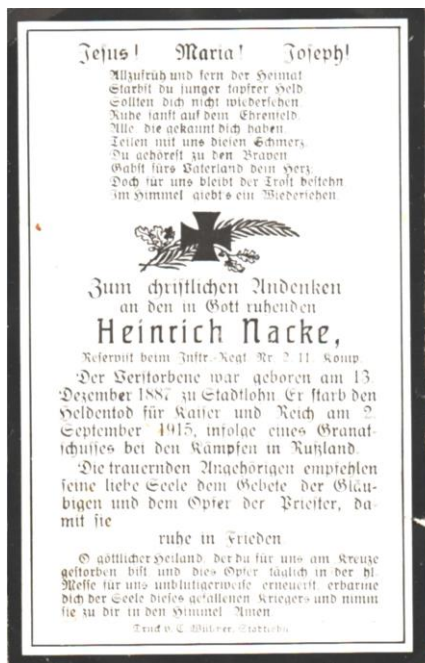 Jesus! Maria! Joseph!
Allzufrüh und fern der Heimat
Starbst du junger tapfrer Held
Sollten dich nicht wiedersehen
Ruhe sanft auf dem Ehrenfeld
Alle die gekannt dich haben
Teilen mit uns diesen Schmerz
Du gehörest zu den Braven
Gabst fürs Vaterland dein Herz
Doch für uns bleibt der Trost bestehn
Im Himmel giebt's ein Wiedersehen.
Zum christlichen Andenken
an den in Gott ruhenden
Heinrich Nacke,
Reservist beim Inftr.-Regt Nr. 2 11. Komp.
Der Verstorbene war geboren am 13.
Dezember 1887 zu Stadtlohn Er starb den
Heldentod für Kaiser und Reich am 2.
September 1915, infolge eines Granat-
schusses bei den Kämpfen in Rußland.
Die trauernden Angehörigen empfehlen
seine liebe Seele dem Gebete der Gläu-
bigen und dem Opfer der Priester, da-
mit sie
ruhe in Frieden
O göttlicher Heiland, der du für uns am Kreuze
gestorben bist und dies Opfer täglich in der hl.
Messe für uns unblutigerweise erneuerst erbarme
dich der Seele dieses gefallenen Kriegers und nimm
sie zu dir in den Himmel Amen.
Druck v. C. Stadtlohn